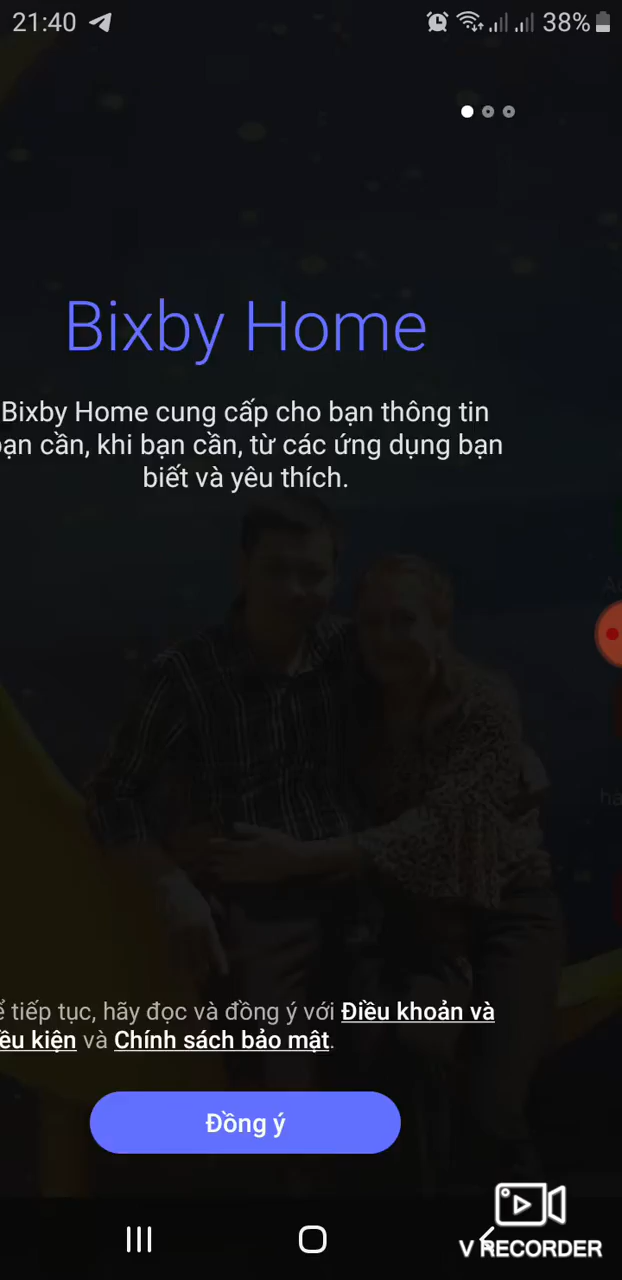 21:40
38%
Bixby Home
Bixby Home cung cấp cho bạn thông tin
bạn cần, khi bạn cần, từ các ứng dụng bạn
biết và yêu thích.
tiếp tục, hãy đọc và đồng ý với Điều khoản và
kiện và Chính sách bảo mật.
Đồng ý
V RECORDER